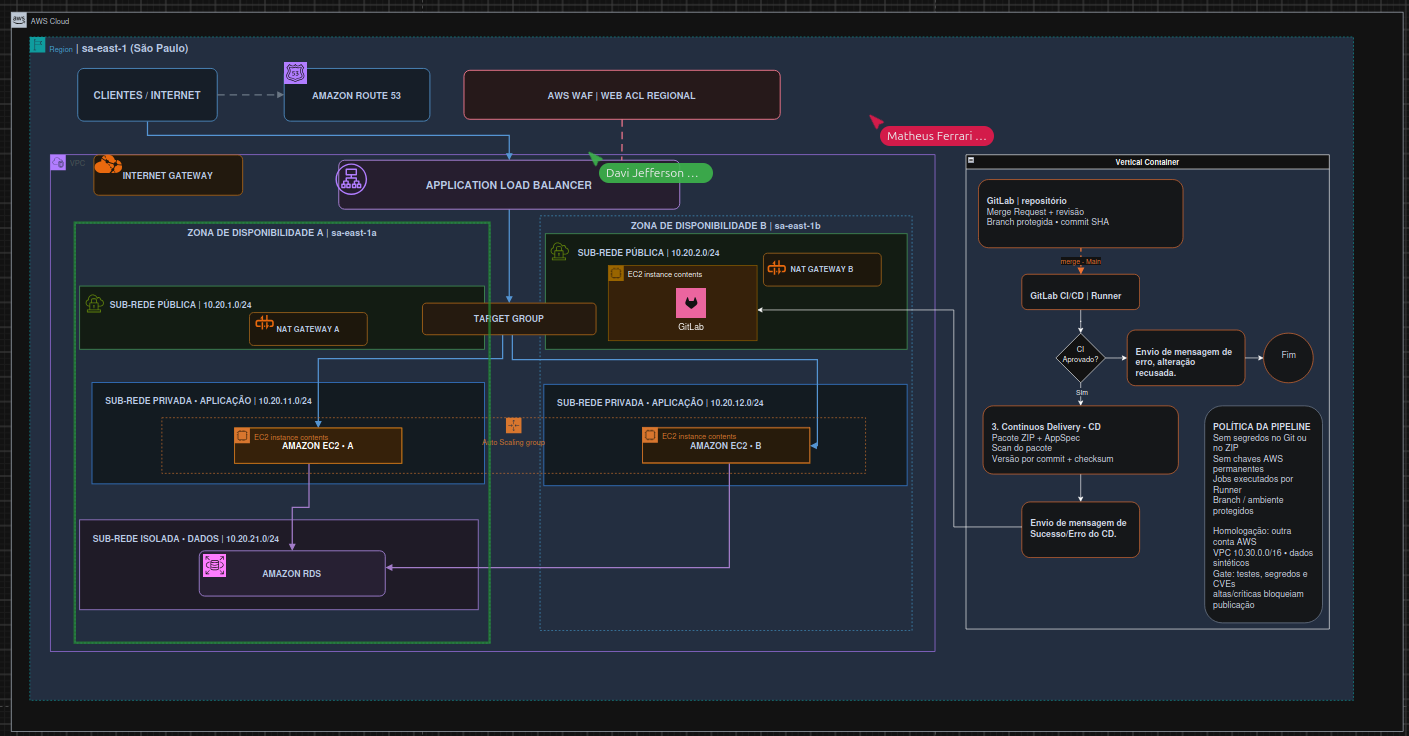 aws AWS Cloud
Region | sa-east-1 (São Paulo)
CLIENTES / INTERNET
53
AMAZON ROUTE 53
AWS WAF | WEB ACL REGIONAL
Matheus Ferrari ...
Davi Jefferson ...
VPC
INTERNET GATEWAY
APPLICATION LOAD BALANCER
ZONA DE DISPONIBILIDADE A | sa-east-1a
SUB-REDE PÚBLICA | 10.20.1.0/24
NAT GATEWAY A
TARGET GROUP
ZONA DE DISPONIBILIDADE B | sa-east-1b
SUB-REDE PÚBLICA | 10.20.2.0/24
EC2 instance contents
GitLab
NAT GATEWAY B
SUB-REDE PRIVADA • APLICAÇÃO | 10.20.11.0/24
EC2 instance contents
AMAZON EC2 • A
Auto Scaling group
SUB-REDE PRIVADA • APLICAÇÃO | 10.20.12.0/24
EC2 instance contents
AMAZON EC2 • B
SUB-REDE ISOLADA • DADOS | 10.20.21.0/24
AMAZON RDS
Vertical Container
GitLab | repositório
Merge Request + revisão
Branch protegida • commit SHA
merge - Main
GitLab CI/CD | Runner
CI
Aprovado?
Envio de mensagem de
erro, alteração
recusada.
Fim
Sim
3. Continuos Delivery - CD
Pacote ZIP + AppSpec
Scan do pacote
Versão por commit + checksum
Envio de mensagem de
Sucesso/Erro do CD.
POLÍTICA DA PIPELINE
Sem segredos no Git ou
no ZIP
Sem chaves AWS
permanentes
Jobs executados por
Runner
Branch / ambiente
protegidos
Homologação: outra
conta AWS
VPC 10.30.0.0/16 • dados
sintéticos
Gate: testes, segredos e
CVEs
altas/críticas bloqueiam
publicação